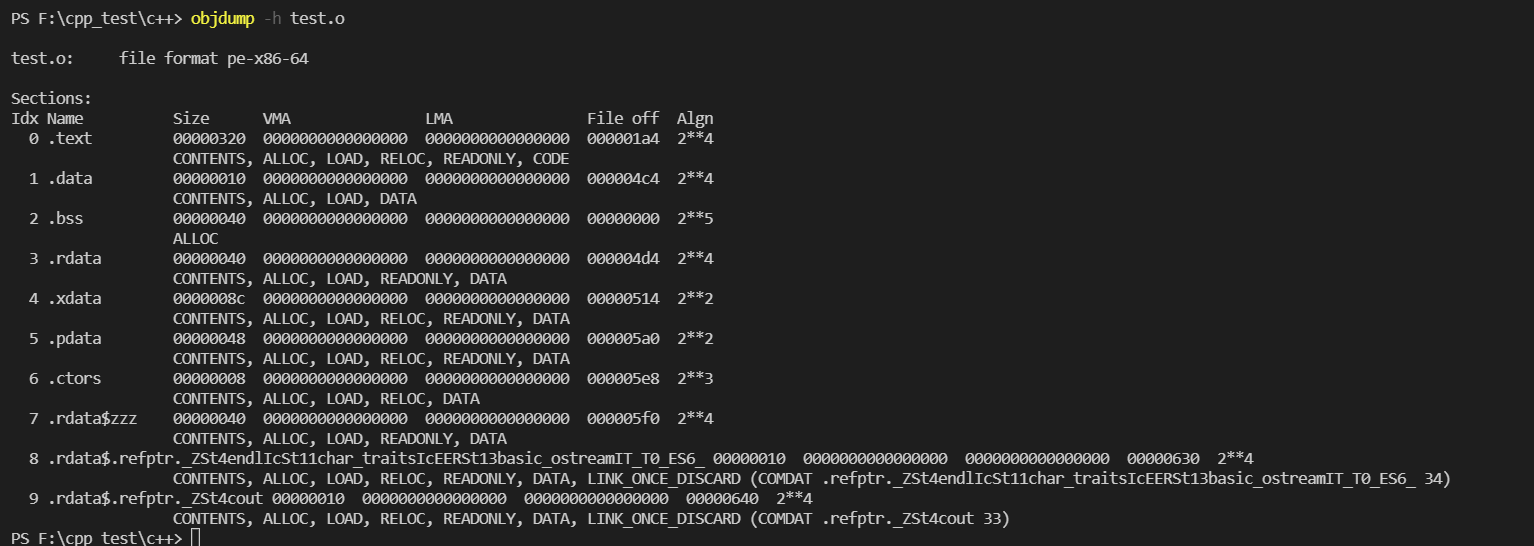 PS F:\cpp_test\c++> objdump -h test.o
test.o:     file format pe-x86-64
Sections:
Idx Name          Size      VMA               LMA               File off  Algn
  0 .text         00000320  0000000000000000  0000000000000000  000001a4  2**4
                  CONTENTS, ALLOC, LOAD, RELOC, READONLY, CODE
  1 .data         00000010  0000000000000000  0000000000000000  000004c4  2**4
                  CONTENTS, ALLOC, LOAD, DATA
  2 .bss          00000040  0000000000000000  0000000000000000  00000000  2**5
                  ALLOC
  3 .rdata        00000040  0000000000000000  0000000000000000  000004d4  2**4
                  CONTENTS, ALLOC, LOAD, READONLY, DATA
  4 .xdata        0000008c  0000000000000000  0000000000000000  00000514  2**2
                  CONTENTS, ALLOC, LOAD, RELOC, READONLY, DATA
  5 .pdata        00000048  0000000000000000  0000000000000000  000005a0  2**2
                  CONTENTS, ALLOC, LOAD, RELOC, READONLY, DATA
  6 .ctors        00000008  0000000000000000  0000000000000000  000005e8  2**3
                  CONTENTS, ALLOC, LOAD, RELOC, DATA
  7 .rdata$zzz    00000040  0000000000000000  0000000000000000  000005f0  2**4
                  CONTENTS, ALLOC, LOAD, READONLY, DATA
  8 .rdata$.refptr._ZSt4endlIcSt11char_traitsIcEERSt13basic_ostreamIT_T0_ES6_ 00000010  0000000000000000  0000000000000000  00000630  2**4
                  CONTENTS, ALLOC, LOAD, RELOC, READONLY, DATA, LINK_ONCE_DISCARD (COMDAT .refptr._ZSt4endlIcSt11char_traitsIcEERSt13basic_ostreamIT_T0_ES6_ 34)
  9 .rdata$.refptr._ZSt4cout 00000010  0000000000000000  0000000000000000  00000640  2**4
                  CONTENTS, ALLOC, LOAD, RELOC, READONLY, DATA, LINK_ONCE_DISCARD (COMDAT .refptr._ZSt4cout 33)
PS F:\cpp_test\c++>